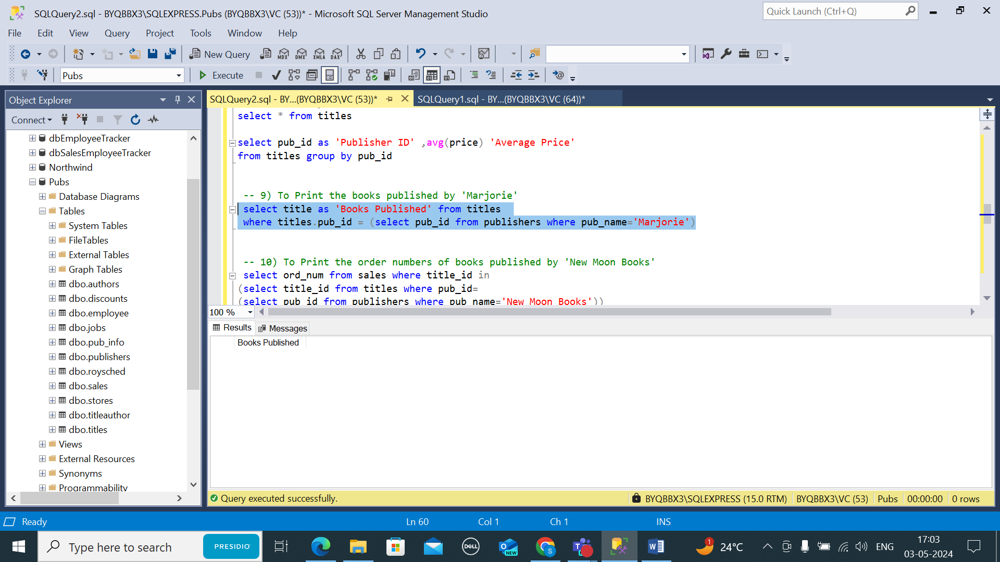 SQLQuery2.sql - BYQBBX3\SQLEXPRESS.Pubs (BYQBBX3\VC (53))* - Microsoft SQL Server Management Studio
Quick Launch (Ctrl+Q)
File Edit View Query Project Tools Window Help
New Query MDX DMX XMLA DAX
Pubs Execute
Object Explorer
SQLQuery2.sql - BY...(BYQBBX3\VC (53))* SQLQuery1.sql - BY...(BYQBBX3\VC (64))*
Connect
dbEmployeeTracker
dbSalesEmployeeTracker
Northwind
Pubs
Database Diagrams
Tables
System Tables
FileTables
External Tables
Graph Tables
dbo.authors
dbo.discounts
dbo.employee
dbo.jobs
dbo.pub_info
dbo.publishers
dbo.roysched
dbo.sales
dbo.stores
dbo.titleauthor
dbo.titles
Views
External Resources
Synonyms
Programmability
select * from titles
select pub_id as 'Publisher ID' ,avg(price) 'Average Price'
from titles group by pub_id
-- 9) To Print the books published by 'Marjorie'
select title as 'Books Published' from titles
where titles.pub_id = (select pub_id from publishers where pub_name='Marjorie')
-- 10) To Print the order numbers of books published by 'New Moon Books'
select ord_num from sales where title_id in
(select title_id from titles where pub_id=
(select pub_id from publishers where pub_name='New Moon Books'))
100 %
Results Messages
Books Published
Query executed successfully.
BYQBBX3\SQLEXPRESS (15.0 RTM) BYQBBX3\VC (53) Pubs 00:00:00 0 rows
Ready Ln 60 Col 1 Ch 1 INS
Type here to search
PRESIDIO
DELL
NEW
S
1
24°C
ENG
17:03
03-05-2024